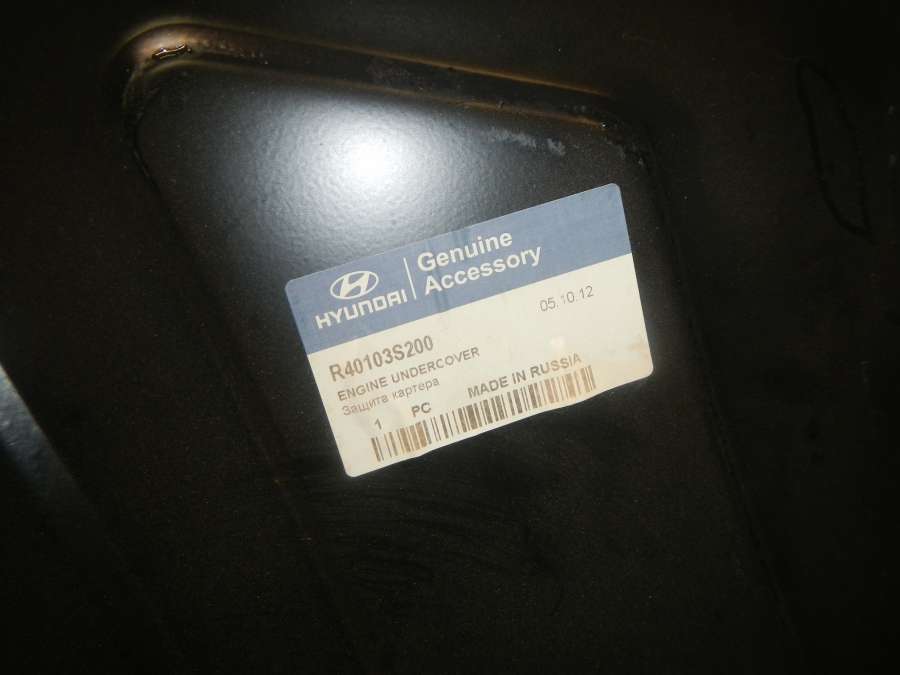 HYUNDAI
Genuine
Accessory
05.10.12
R40103S200
ENGINE UNDERCOVER
Защита картера
1 PC MADE IN RUSSIA